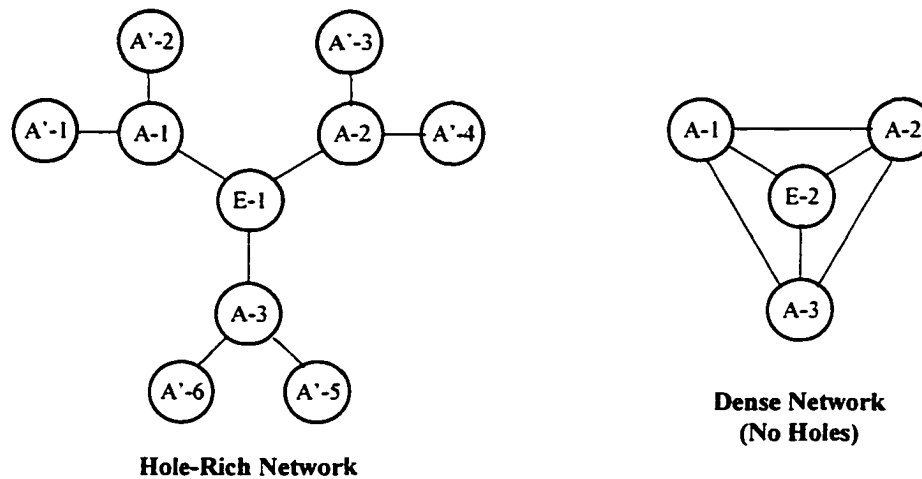 A'-2
A'-3
A'-1
A-1
A-2
A'-4
E-1
A-3
A'-6
A'-5
Hole-Rich Network
A-1
A-2
E-2
A-3
Dense Network
(No Holes)